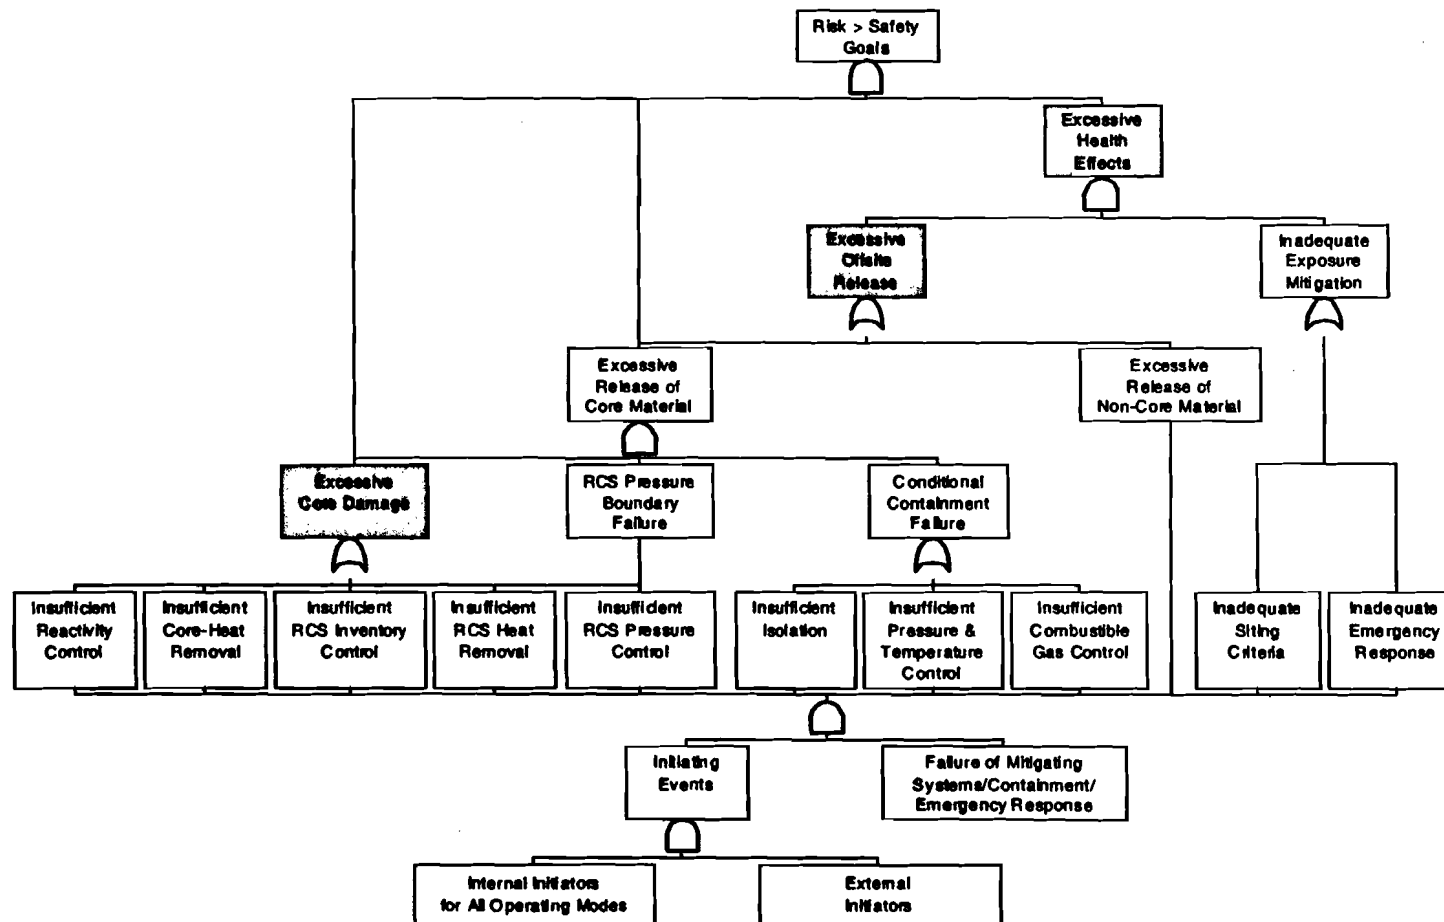 Risk > Safety
Goals
Excessive
Health
Effects
Excessive
Offsite
Release
Inadequate
Exposure
Mitigation
Excessive
Release of
Core Material
Excessive
Release of
Non-Core Material
Excessive
Core Damage
RCS Pressure
Boundary
Failure
Conditional
Containment
Failure
Insufficient
Reactivity
Control
Insufficient
Core-Heat
Removal
Insufficient
RCS Inventory
Control
Insufficient
RCS Heat
Removal
Insufficient
RCS Pressure
Control
Insufficient
Isolation
Insufficient
Pressure &
Temperature
Control
Insufficient
Combustible
Gas Control
Inadequate
Siting
Criteria
Inadequate
Emergency
Response
Initiating
Events
Failure of Mitigating
Systems/Containment/
Emergency Response
Internal Initiators
for All Operating Modes
External
Initiators